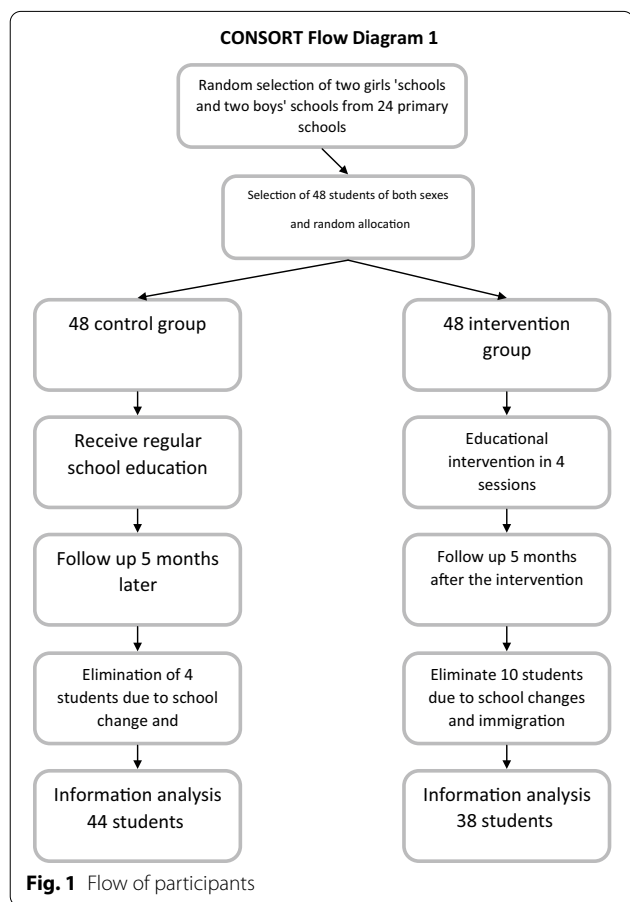 CONSORT Flow Diagram 1
Random selection of two girls 'schools
and two boys' schools from 24 primary
schools
Selection of 48 students of both sexes
and random allocation
48 control group
48 intervention
group
Receive regular
school education
Educational
intervention in 4
sessions
Follow up 5 months
later
Follow up 5 months
after the intervention
Elimination of 4
students due to school
change and
Eliminate 10 students
due to school changes
and immigration
Information analysis
44 students
Information analysis
38 students
Fig. 1 Flow of participants